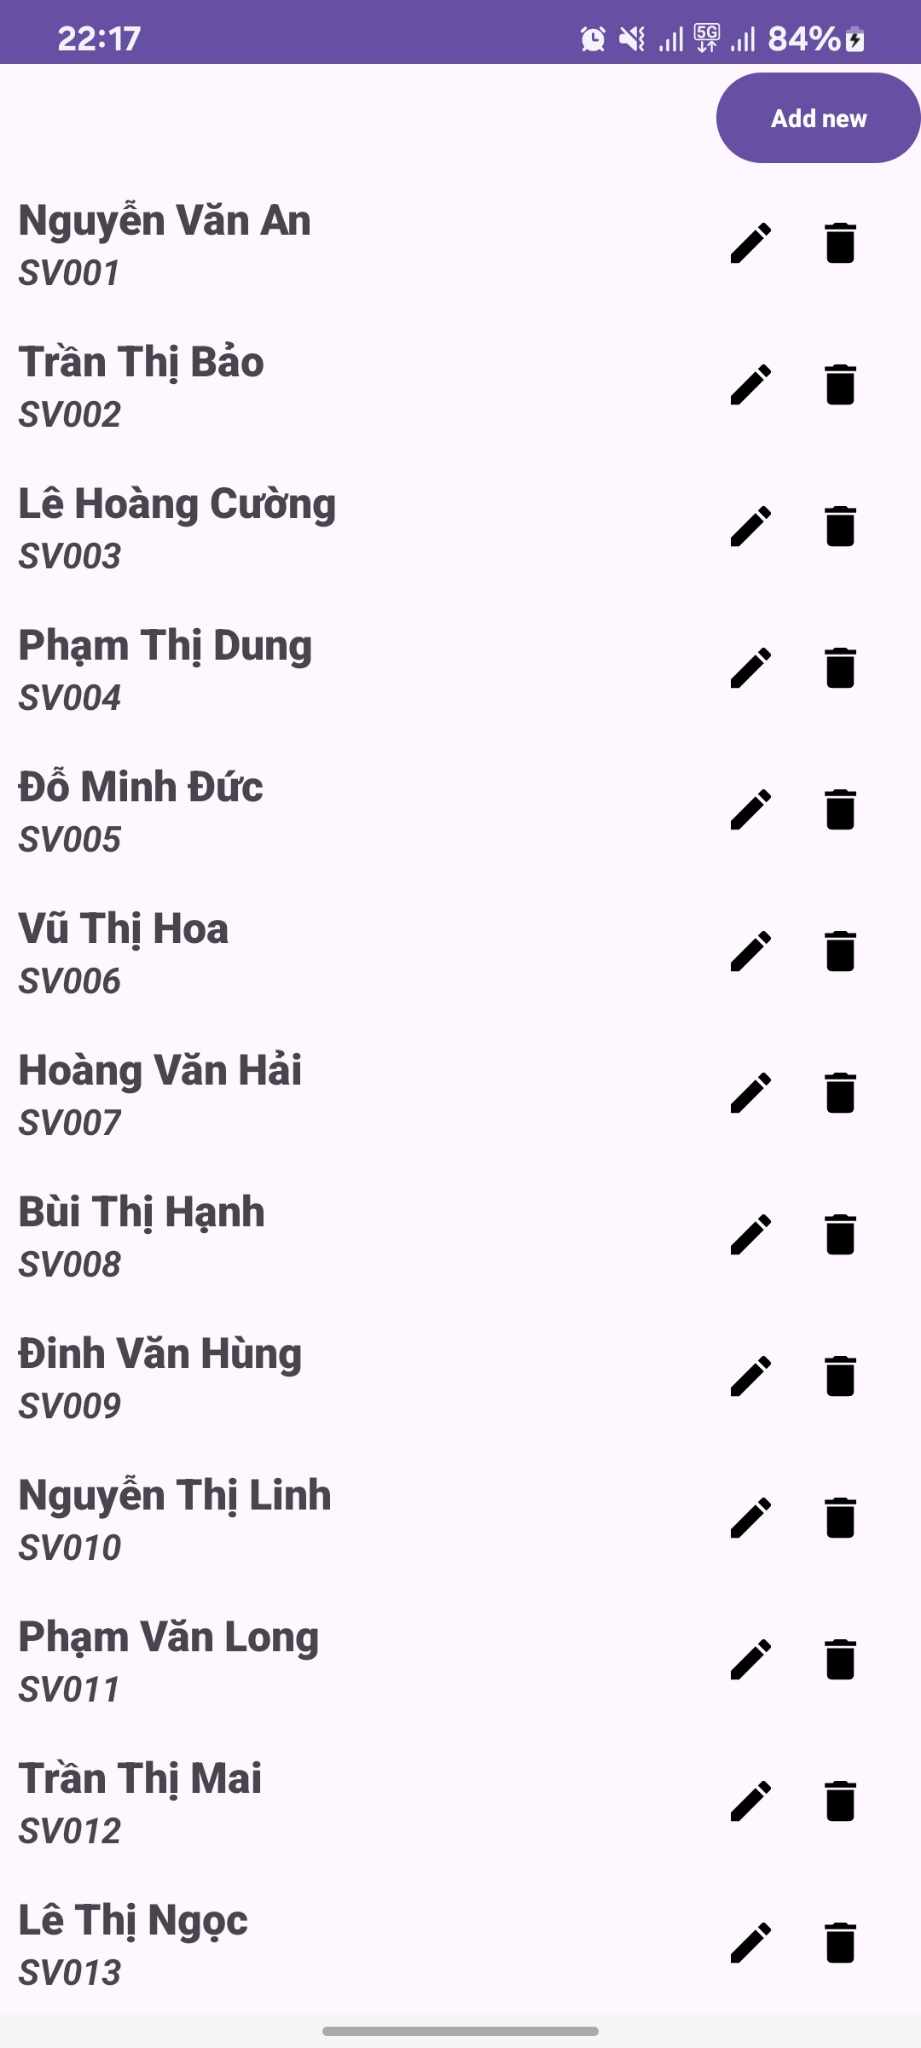 22:17 5G 84%
Add new
Nguyễn Văn An
SV001
Trần Thị Bảo
SV002
Lê Hoàng Cường
SV003
Phạm Thị Dung
SV004
Đỗ Minh Đức
SV005
Vũ Thị Hoa
SV006
Hoàng Văn Hải
SV007
Bùi Thị Hạnh
SV008
Đinh Văn Hùng
SV009
Nguyễn Thị Linh
SV010
Phạm Văn Long
SV011
Trần Thị Mai
SV012
Lê Thị Ngọc
SV013